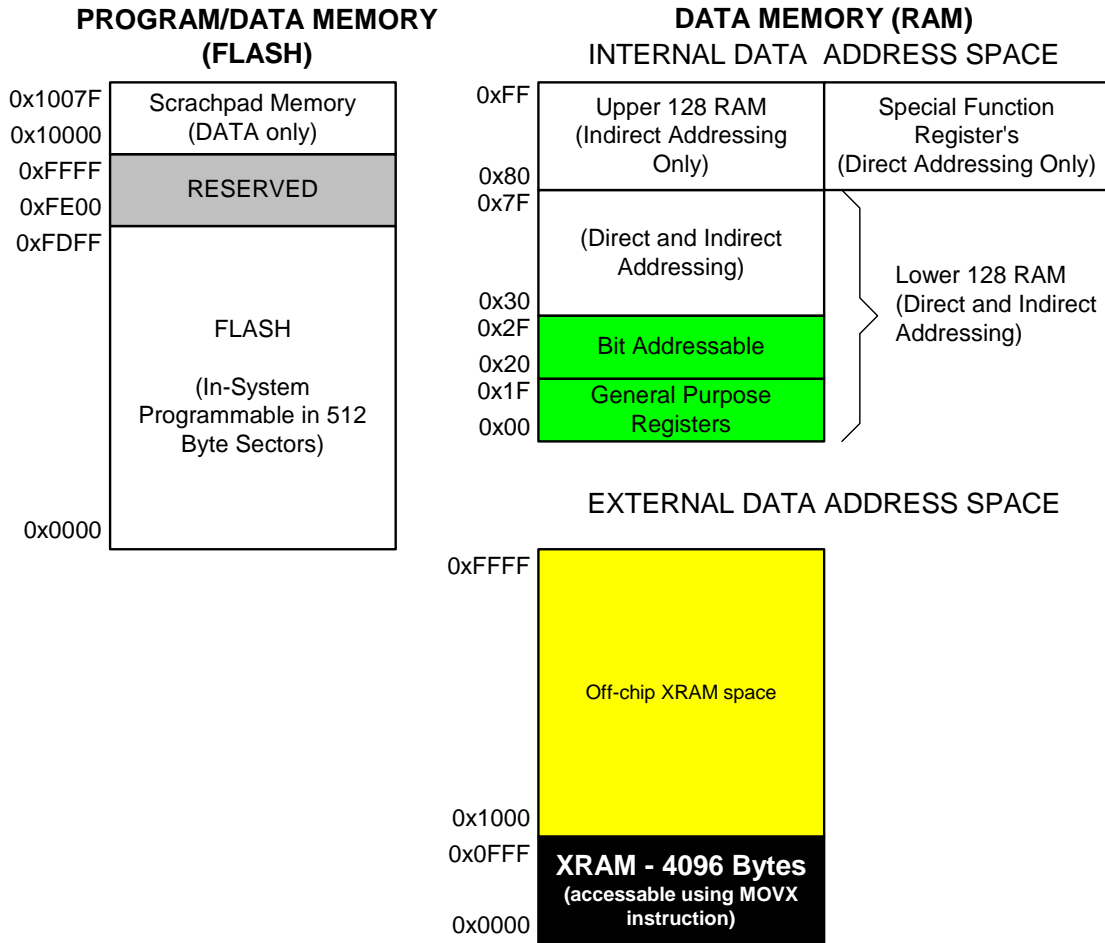 PROGRAM/DATA MEMORY
(FLASH)
0x1007F
Scrachpad Memory
0x10000
(DATA only)
0xFFFF
RESERVED
0xFE00
0xFDFF
FLASH
(In-System
Programmable in 512
Byte Sectors)
0x0000
DATA MEMORY (RAM)
INTERNAL DATA ADDRESS SPACE
0xFF
Upper 128 RAM
(Indirect Addressing
Only)
Special Function
Register's
(Direct Addressing Only)
0x80
0x7F
(Direct and Indirect
Addressing)
Lower 128 RAM
(Direct and Indirect
Addressing)
0x30
0x2F
Bit Addressable
0x20
0x1F
General Purpose
Registers
0x00
EXTERNAL DATA ADDRESS SPACE
0xFFFF
Off-chip XRAM space
0x1000
0x0FFF
XRAM - 4096 Bytes
(accessable using MOVX
instruction)
0x0000